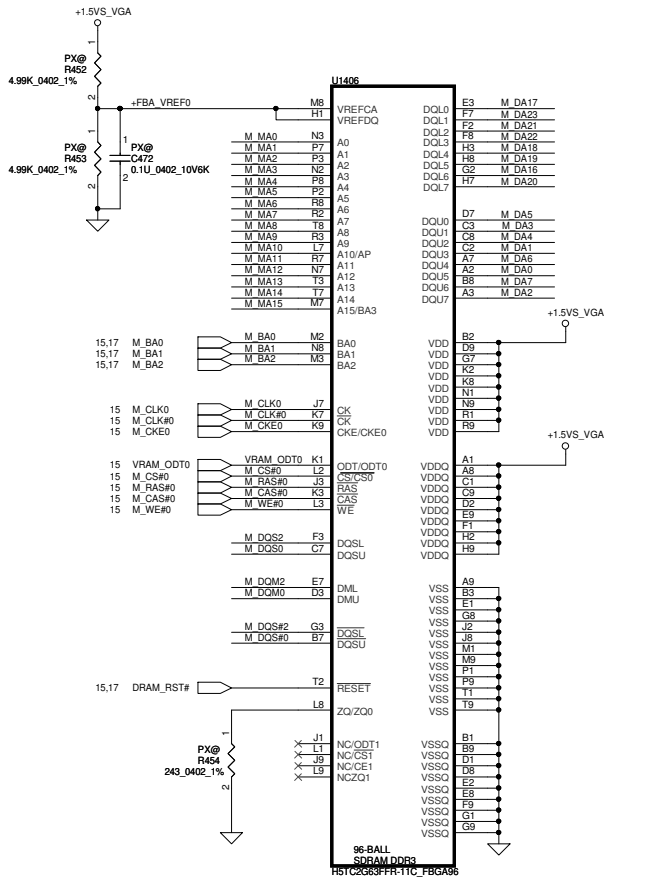 +1.5VS_VGA
1
PX@
R452
4.99K_0402_1%
2
+FBA_VREF0
1
PX@
R453
4.99K_0402_1%
2
1
PX@
C472
0.1U_0402_10V6K
2
U1406
M8 VREFCA
H1 VREFDQ
M_MA0 N3 A0
M_MA1 P7 A1
M_MA2 P3 A2
M_MA3 N2 A3
M_MA4 P8 A4
M_MA5 P2 A5
M_MA6 R8 A6
M_MA7 R2 A7
M_MA8 T8 A8
M_MA9 R3 A9
M_MA10 L7 A10/AP
M_MA11 R7 A11
M_MA12 N7 A12
M_MA13 T3 A13
M_MA14 T7 A14
M_MA15 M7 A15/BA3
15,17 M_BA0 M_BA0 M2 BA0
15,17 M_BA1 M_BA1 N8 BA1
15,17 M_BA2 M_BA2 M3 BA2
15 M_CLK0 M_CLK0 J7 CK
15 M_CLK#0 M_CLK#0 K7 CK
15 M_CKE0 M_CKE0 K9 CKE/CKE0
15 VRAM_ODT0 VRAM_ODT0 K1 ODT/ODT0
15 M_CS#0 M_CS#0 L2 CS/CS0
15 M_RAS#0 M_RAS#0 J3 RAS
15 M_CAS#0 M_CAS#0 K3 CAS
15 M_WE#0 M_WE#0 L3 WE
M_DQS2 F3 DQSL
M_DQS0 C7 DQSU
M_DQM2 E7 DML
M_DQM0 D3 DMU
M_DQS#2 G3 DQSL
M_DQS#0 B7 DQSU
15,17 DRAM_RST# T2 RESET
L8 ZQ/ZQ0
1
PX@
R454
243_0402_1%
2
J1 NC/ODT1
L1 NC/CS1
J9 NC/CE1
L9 NCZQ1
DQL0 E3 M_DA17
DQL1 F7 M_DA23
DQL2 F2 M_DA21
DQL3 F8 M_DA22
DQL4 H3 M_DA18
DQL5 H8 M_DA19
DQL6 G2 M_DA16
DQL7 H7 M_DA20
DQU0 D7 M_DA5
DQU1 C3 M_DA3
DQU2 C8 M_DA4
DQU3 C2 M_DA1
DQU4 A7 M_DA6
DQU5 A2 M_DA0
DQU6 B8 M_DA7
DQU7 A3 M_DA2
+1.5VS_VGA
VDD B2
VDD D9
VDD G7
VDD K2
VDD K8
VDD N1
VDD N9
VDD R1
VDD R9
+1.5VS_VGA
VDDQ A1
VDDQ A8
VDDQ C1
VDDQ C9
VDDQ D2
VDDQ E9
VDDQ F1
VDDQ H2
VDDQ H9
VSS A9
VSS B3
VSS E1
VSS G8
VSS J2
VSS J8
VSS M1
VSS M9
VSS P1
VSS P9
VSS T1
VSS T9
VSSQ B1
VSSQ B9
VSSQ D1
VSSQ D8
VSSQ E2
VSSQ E8
VSSQ F9
VSSQ G1
VSSQ G9
96-BALL
SDRAM DDR3
H5TC2G63FFR-11C_FBGA96